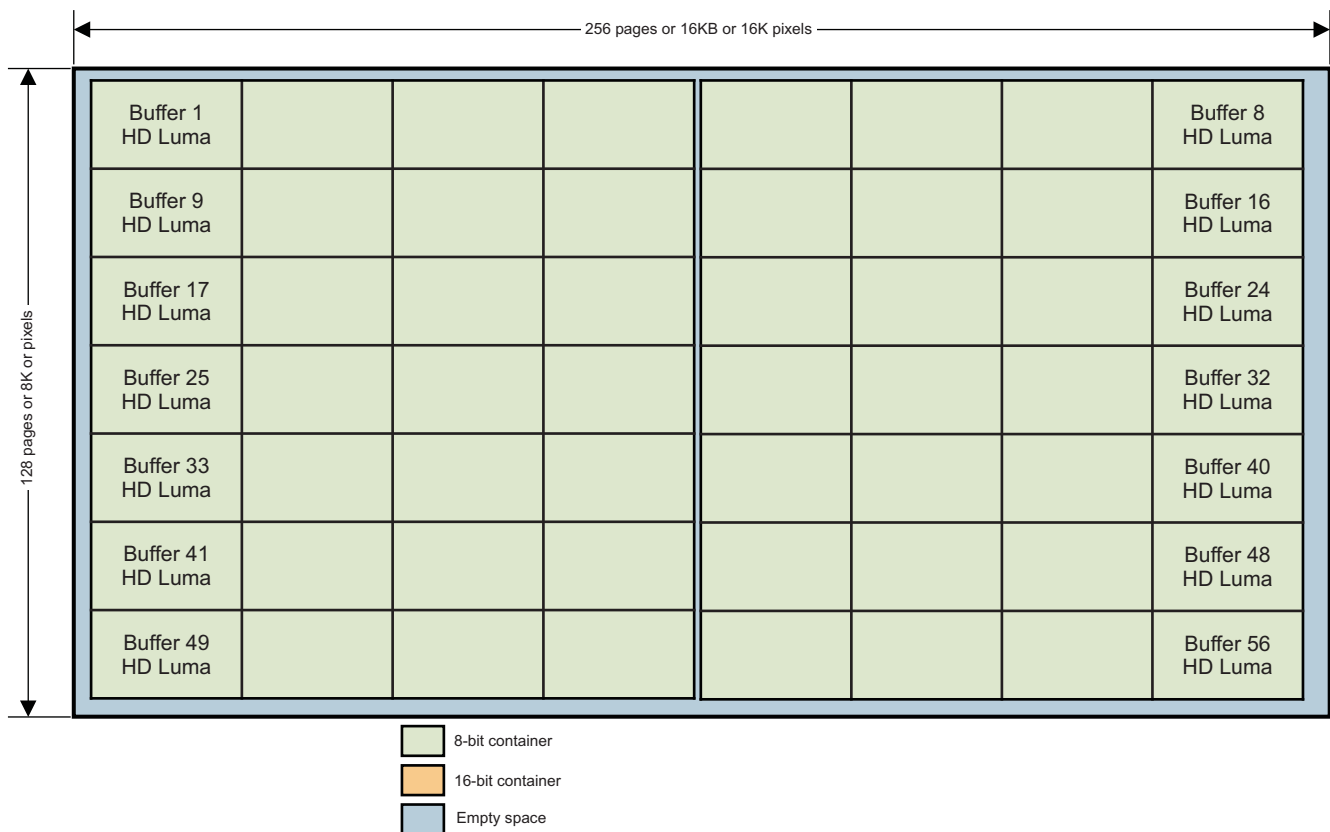 256 pages or 16KB or 16K pixels
128 pages or 8K or pixels
Buffer 1
HD Luma
Buffer 8
HD Luma
Buffer 9
HD Luma
Buffer 16
HD Luma
Buffer 17
HD Luma
Buffer 24
HD Luma
Buffer 25
HD Luma
Buffer 32
HD Luma
Buffer 33
HD Luma
Buffer 40
HD Luma
Buffer 41
HD Luma
Buffer 48
HD Luma
Buffer 49
HD Luma
Buffer 56
HD Luma
8-bit container
16-bit container
Empty space